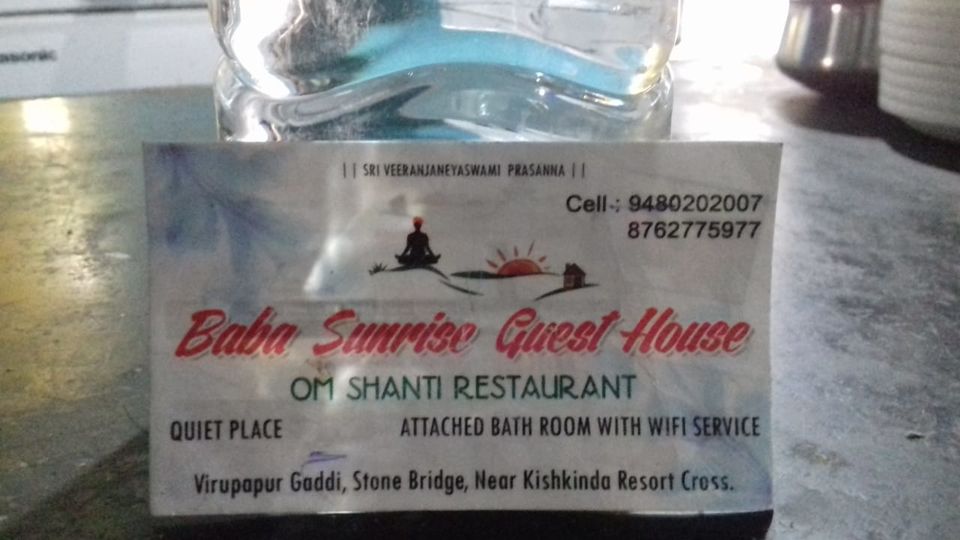 || SRI VEERANJANEYASWAMI PRASANNA ||
Cell : 9480202007
8762775977
Baba Sunrise Guest House
OM SHANTI RESTAURANT
QUIET PLACE
ATTACHED BATH ROOM WITH WIFI SERVICE
Virupapur Gaddi, Stone Bridge, Near Kishkinda Resort Cross.